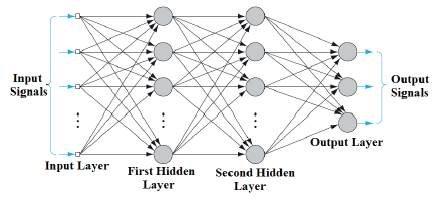 Input
Signals
Output
Signals
Input Layer
First Hidden
Layer
Second Hidden
Layer
Output Layer